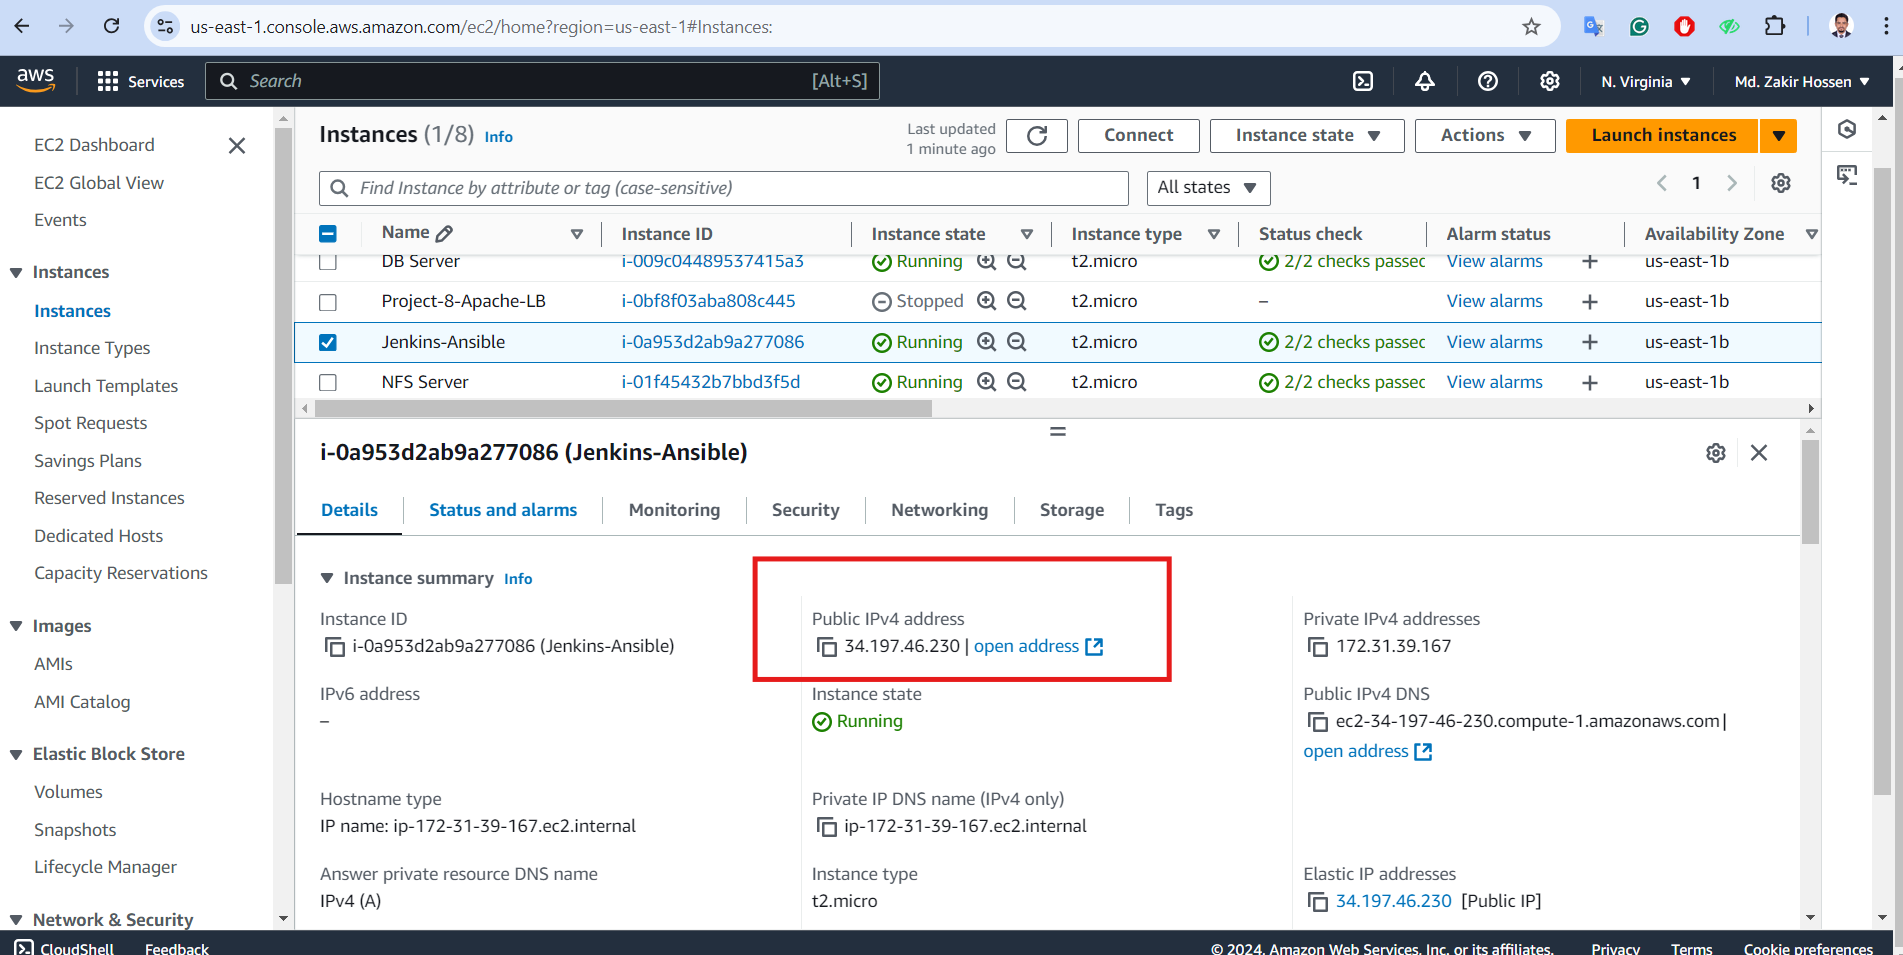 us-east-1.console.aws.amazon.com/ec2/home?region=us-east-1#Instances:
aws Services Search [Alt+S] N. Virginia Md. Zakir Hossen
EC2 Dashboard
EC2 Global View
Events
Instances
Instances
Instance Types
Launch Templates
Spot Requests
Savings Plans
Reserved Instances
Dedicated Hosts
Capacity Reservations
Images
AMIs
AMI Catalog
Elastic Block Store
Volumes
Snapshots
Lifecycle Manager
Network & Security
Instances (1/8) Info
Last updated
1 minute ago
Connect Instance state Actions Launch instances
Find Instance by attribute or tag (case-sensitive) All states 1
Name Instance ID Instance state Instance type Status check Alarm status Availability Zone
DB Server i-009c04489537415a3 Running t2.micro 2/2 checks passec View alarms + us-east-1b
Project-8-Apache-LB i-0bf8f03aba808c445 Stopped t2.micro – View alarms + us-east-1b
Jenkins-Ansible i-0a953d2ab9a277086 Running t2.micro 2/2 checks passec View alarms + us-east-1b
NFS Server i-01f45432b7bbd3f5d Running t2.micro 2/2 checks passec View alarms + us-east-1b
i-0a953d2ab9a277086 (Jenkins-Ansible)
Details Status and alarms Monitoring Security Networking Storage Tags
Instance summary Info
Instance ID
i-0a953d2ab9a277086 (Jenkins-Ansible)
Public IPv4 address
34.197.46.230 | open address
Private IPv4 addresses
172.31.39.167
IPv6 address
–
Instance state
Running
Public IPv4 DNS
ec2-34-197-46-230.compute-1.amazonaws.com |
open address
Hostname type
IP name: ip-172-31-39-167.ec2.internal
Private IP DNS name (IPv4 only)
ip-172-31-39-167.ec2.internal
Answer private resource DNS name
IPv4 (A)
Instance type
t2.micro
Elastic IP addresses
34.197.46.230 [Public IP]
CloudShell Feedback © 2024, Amazon Web Services, Inc. or its affiliates. Privacy Terms Cookie preferences